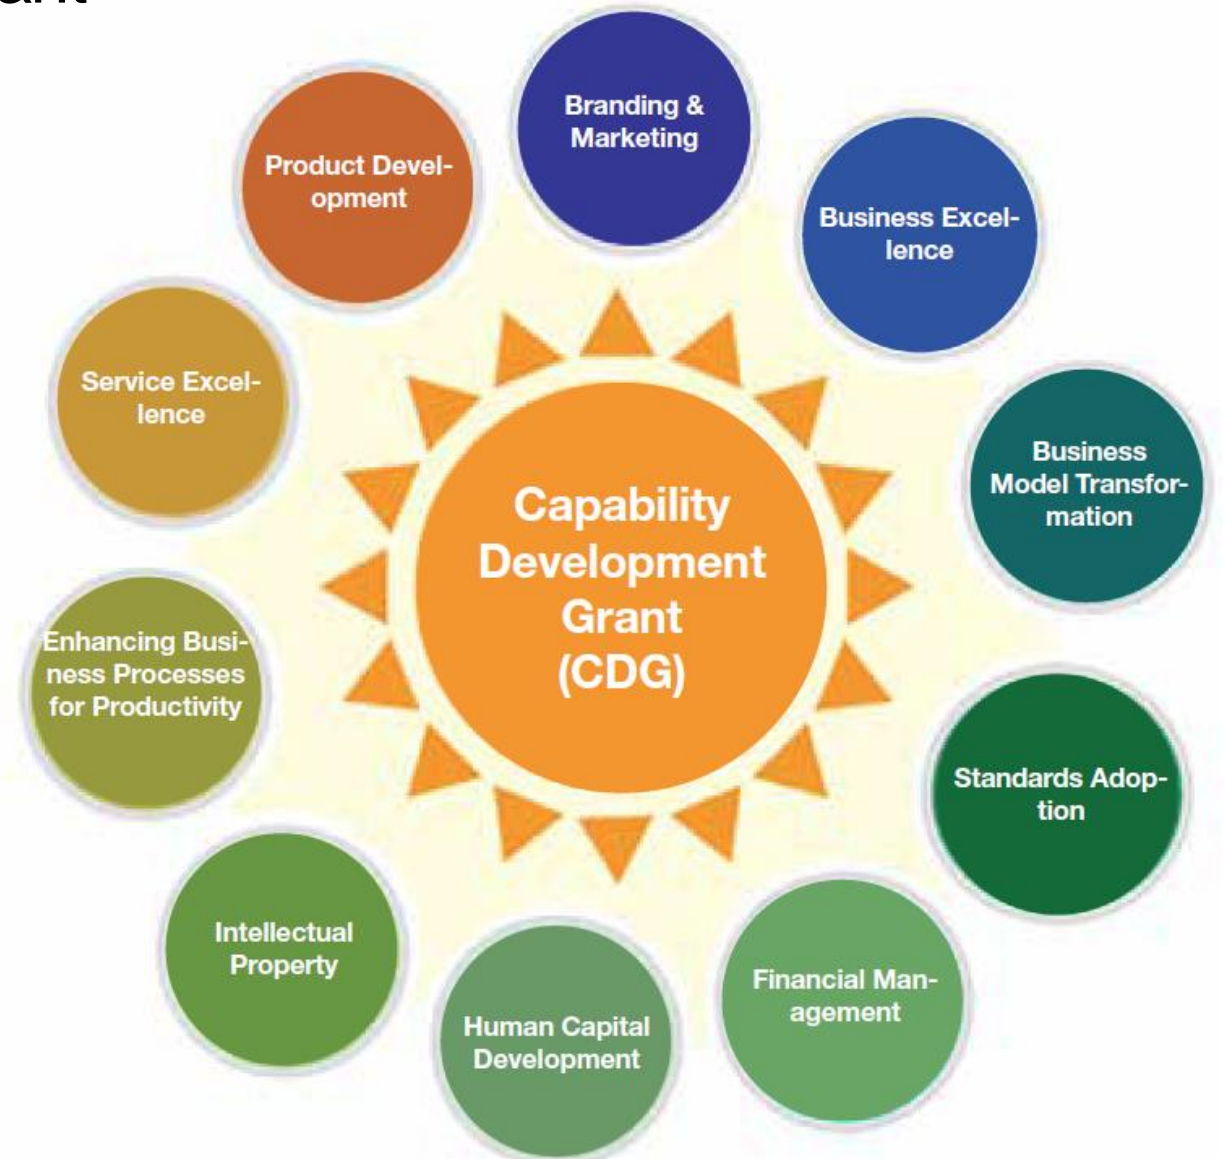 Branding &
Marketing
Business Excel-
lence
Business
Model Transfor-
mation
Standards Adop-
tion
Financial Man-
agement
Human Capital
Development
Intellectual
Property
Enhancing Busi-
ness Processes
for Productivity
Service Excel-
lence
Product Devel-
opment
Capability
Development
Grant
(CDG)